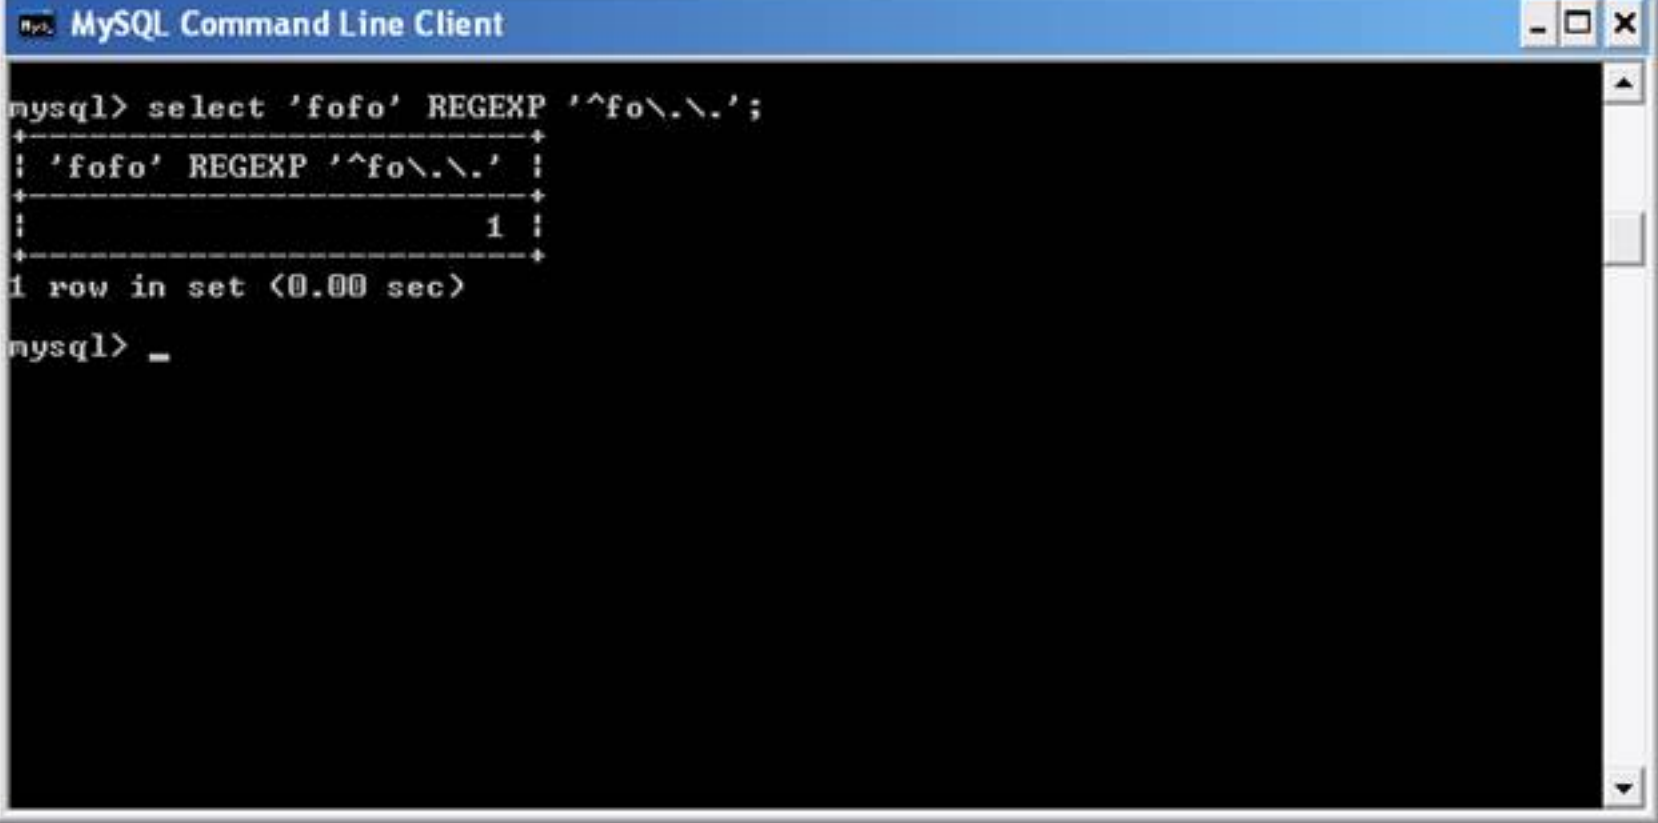 MySQL Command Line Client
mysql> select 'fofo' REGEXP '^fo\.\.';
+--------------------------+
| 'fofo' REGEXP '^fo\.\.' |
+--------------------------+
| 1 |
+--------------------------+
1 row in set (0.00 sec)
mysql> _